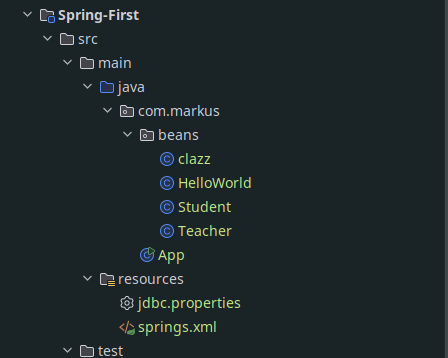 Spring-First
src
main
java
com.markus
beans
clazz
HelloWorld
Student
Teacher
App
resources
jdbc.properties
springs.xml
test